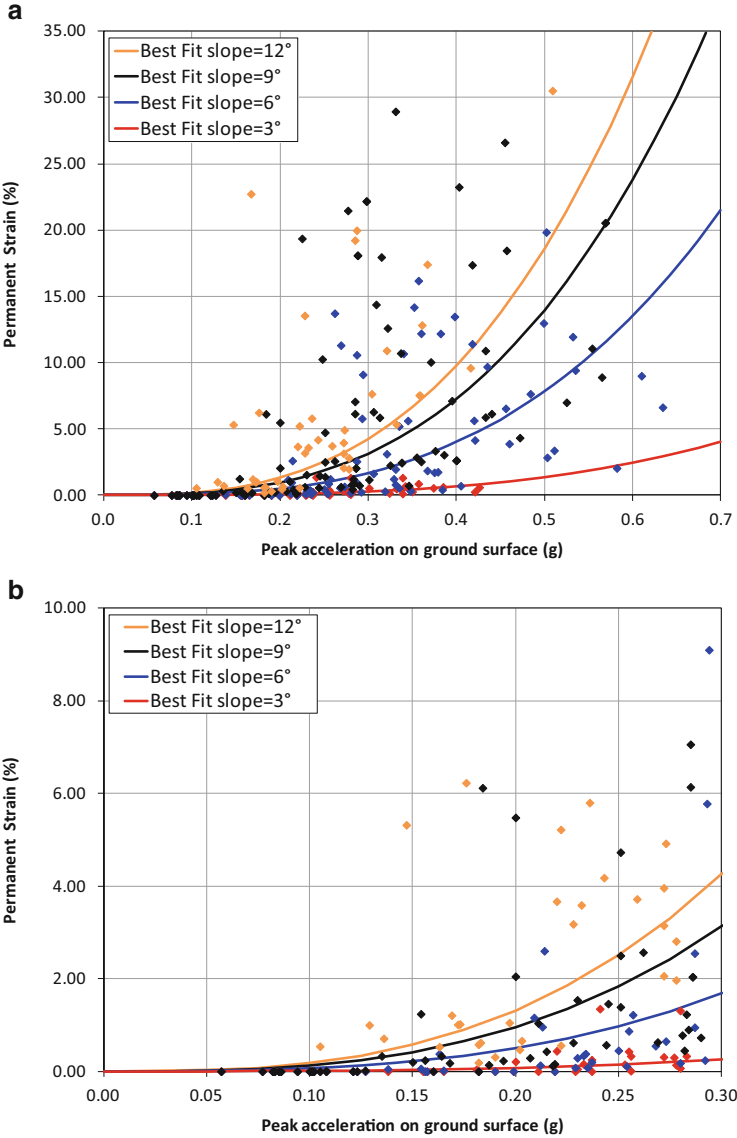 a
35.00
30.00
25.00
20.00
15.00
10.00
5.00
0.00
Permanent Strain (%)
Best Fit slope=12°
Best Fit slope=9°
Best Fit slope=6°
Best Fit slope=3°
0.0 0.1 0.2 0.3 0.4 0.5 0.6 0.7
Peak acceleration on ground surface (g)
b
10.00
8.00
6.00
4.00
2.00
0.00
Permanent Strain (%)
Best Fit slope=12°
Best Fit slope=9°
Best Fit slope=6°
Best Fit slope=3°
0.00 0.05 0.10 0.15 0.20 0.25 0.30
Peak acceleration on ground surface (g)